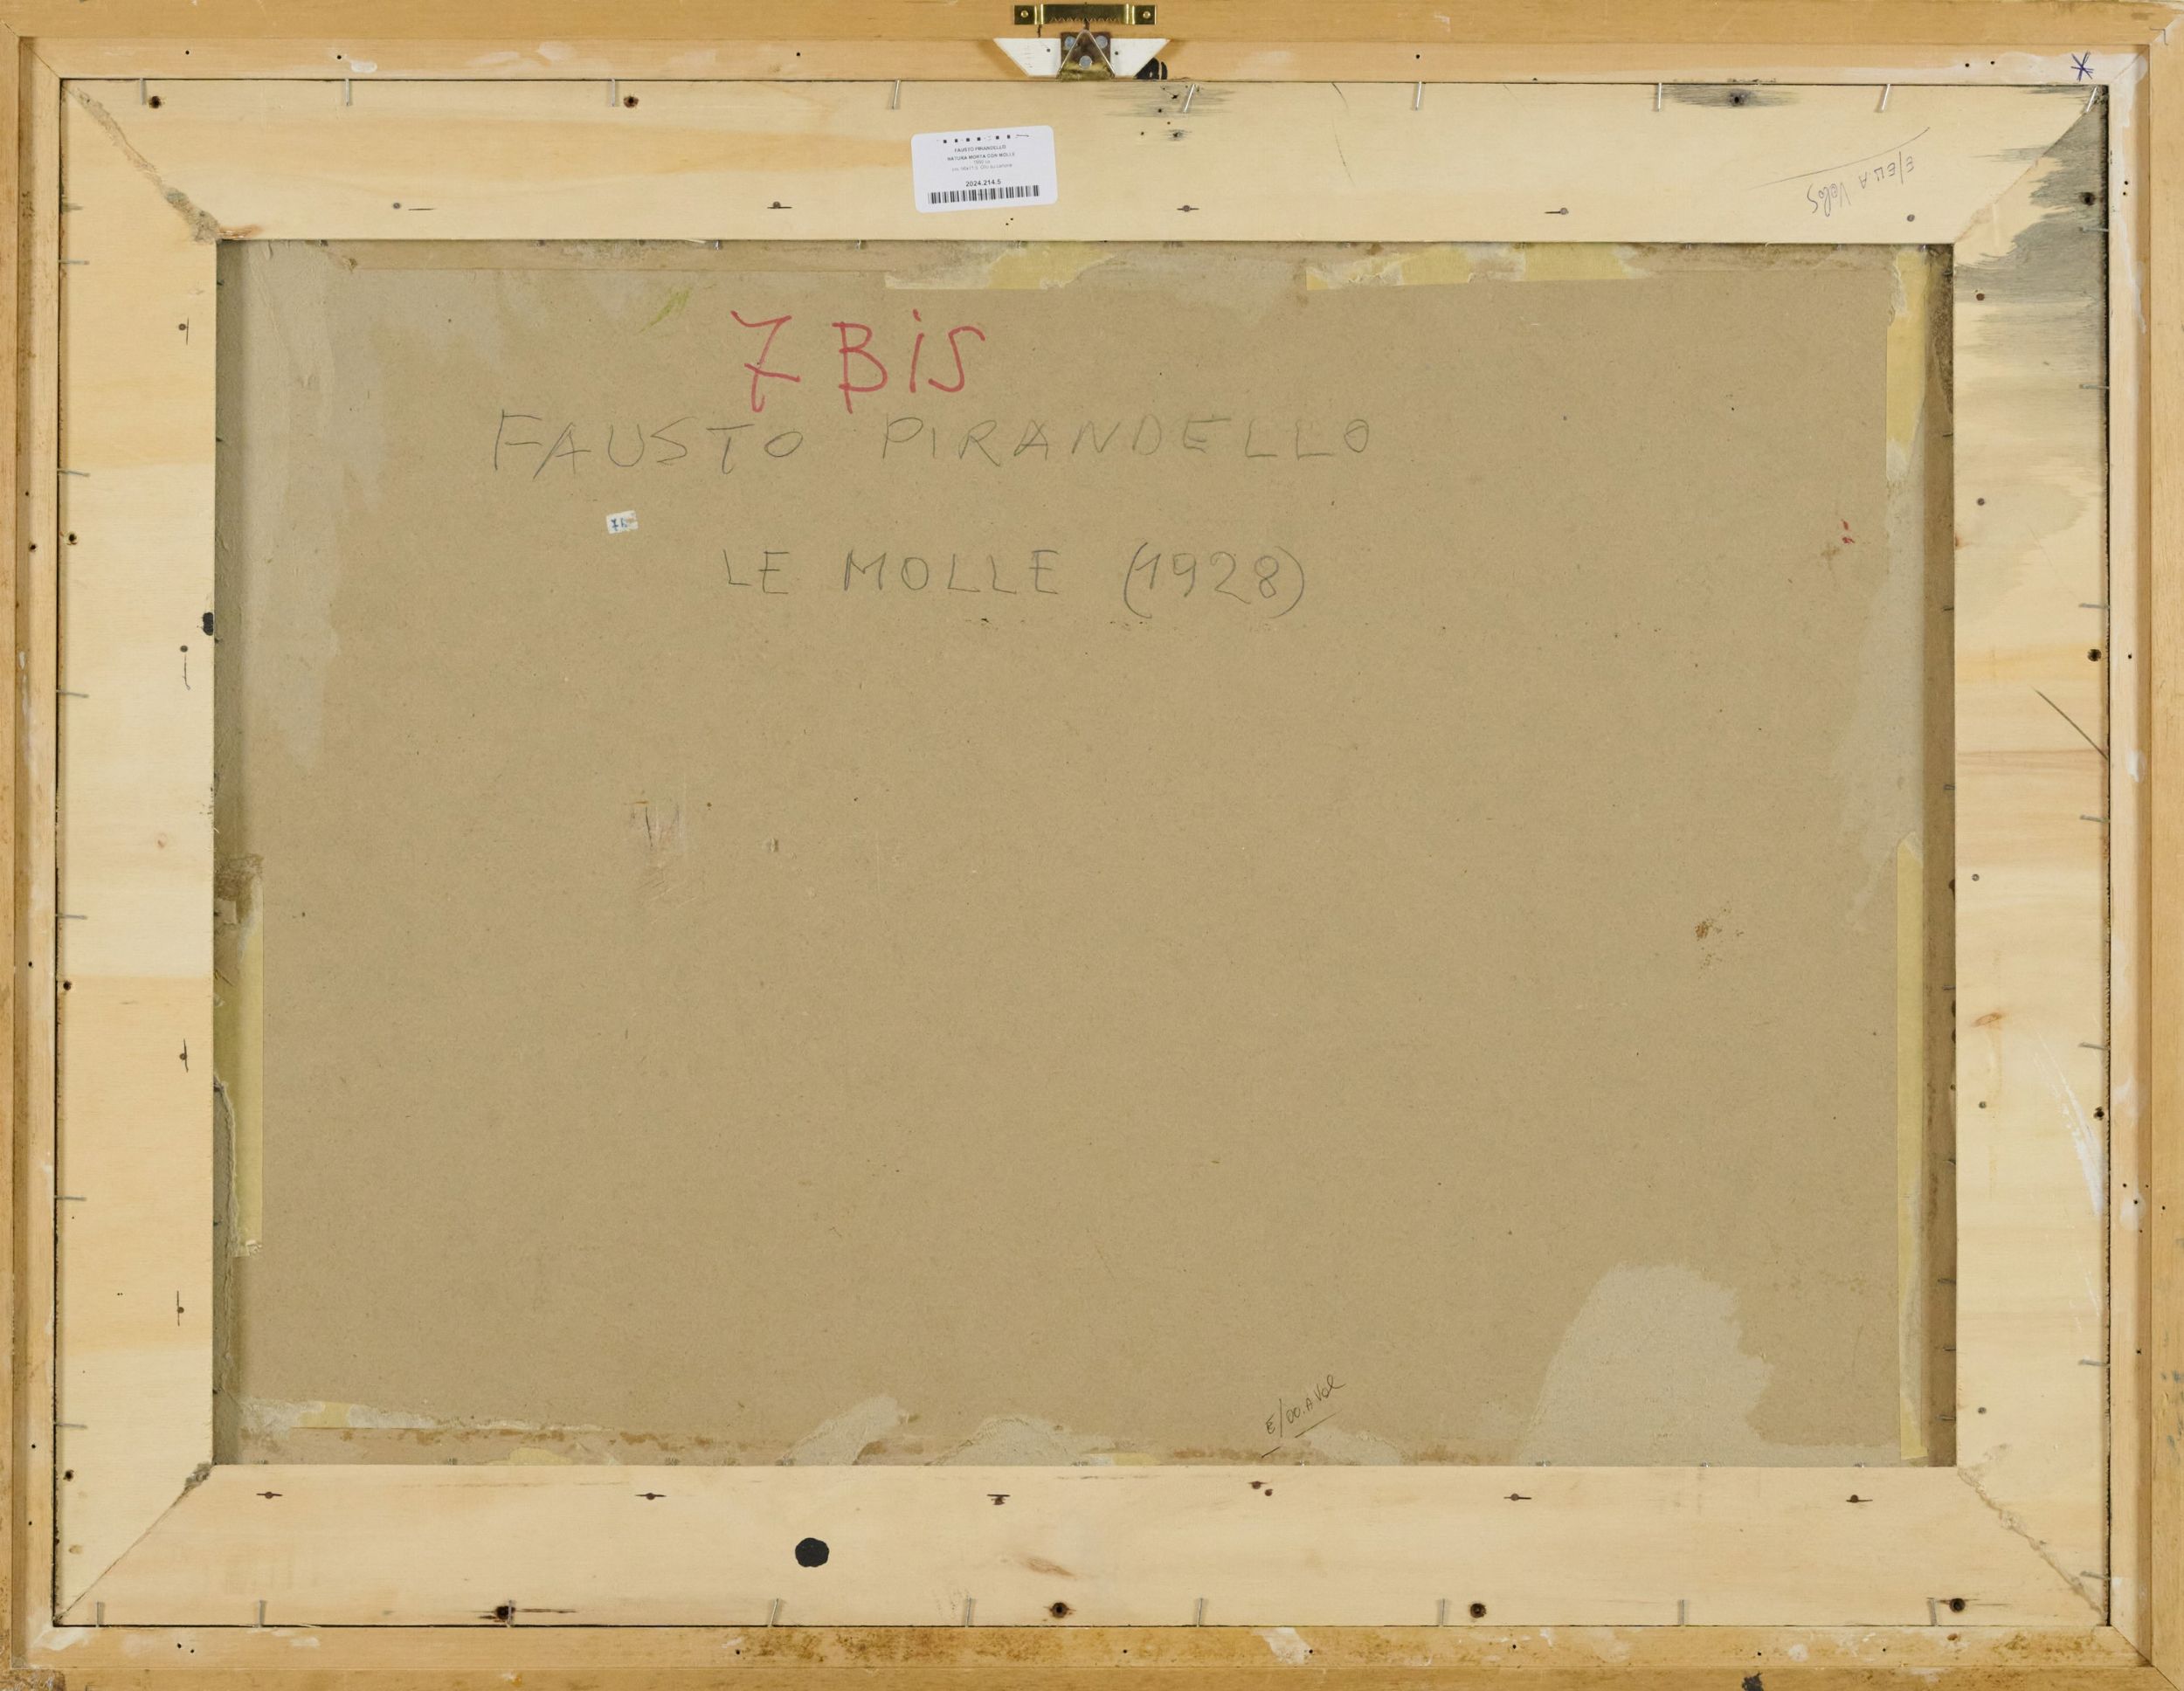 FAUSTO PIRANDELLO
NATURA MORTA CON MOLLE
2024.214.5
7 BiS
FAUSTO PIRANDELLO
LE MOLLE (1928)